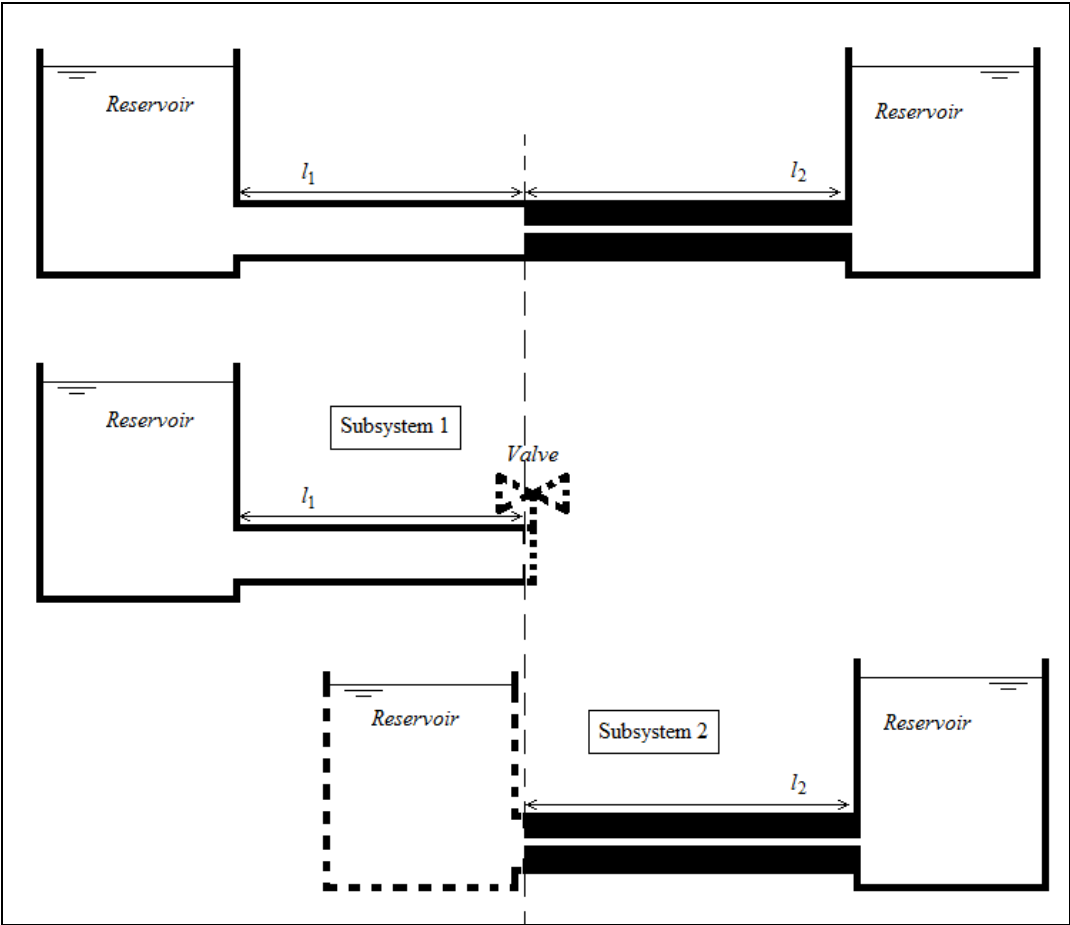 Reservoir
Reservoir
l1
l2
Reservoir
Subsystem 1
Valve
l1
Reservoir
Subsystem 2
Reservoir
l2